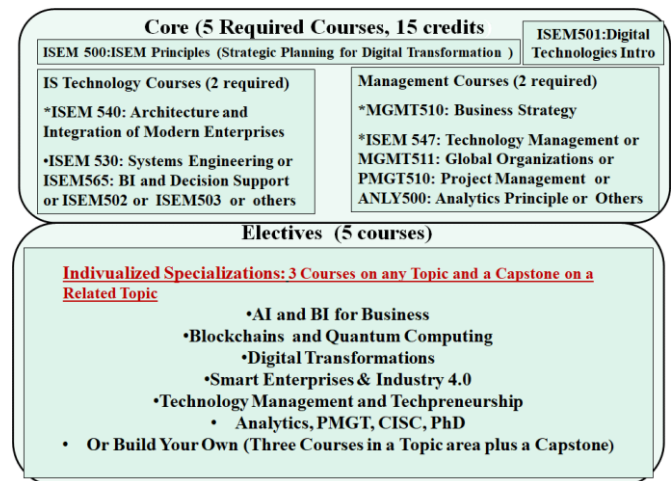 Core (5 Required Courses, 15 credits)
ISEM501:Digital
Technologies Intro
ISEM 500:ISEM Principles (Strategic Planning for Digital Transformation )
IS Technology Courses (2 required)
*ISEM 540: Architecture and
Integration of Modern Enterprises
•ISEM 530: Systems Engineering or
ISEM565: BI and Decision Support
or ISEM502 or ISEM503 or others
Management Courses (2 required)
*MGMT510: Business Strategy
*ISEM 547: Technology Management or
MGMT511: Global Organizations or
PMGT510: Project Management or
ANLY500: Analytics Principle or Others
Electives (5 courses)
Indivualized Specializations: 3 Courses on any Topic and a Capstone on a
Related Topic
•AI and BI for Business
•Blockchains and Quantum Computing
•Digital Transformations
•Smart Enterprises & Industry 4.0
•Technology Management and Techpreneurship
• Analytics, PMGT, CISC, PhD
• Or Build Your Own (Three Courses in a Topic area plus a Capstone)